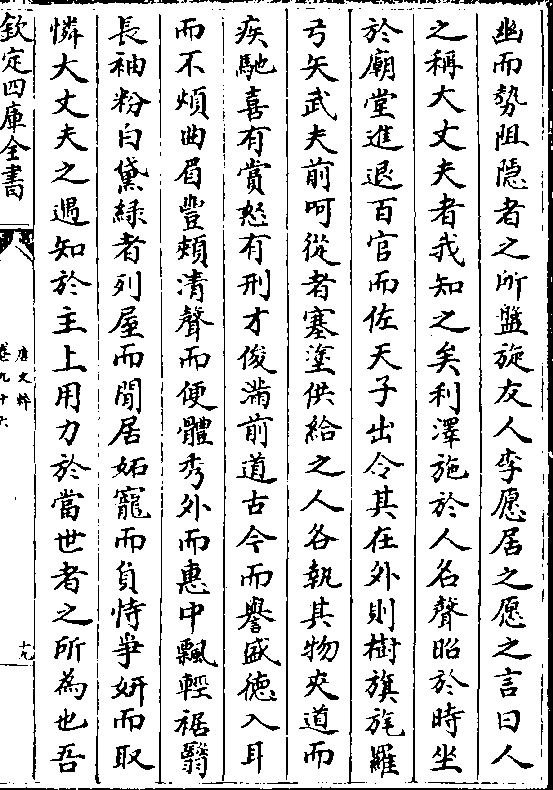 幽而勢阻隐者之所盤旋友人李愿居之愿之言曰人
之稱大丈夫者我知之矣利澤施於人名聲昭於時坐
於廟堂進退百官而佐天子出令其在外則樹旗旄羅
弓矢武夫前呵從者塞塗供給之人各執其物夾道而
疾馳喜有賞怒有刑才俊滿前道古今而譽盛德入耳
而不煩曲眉豐頰清聲而便體秀外而惠中飄輕裾翳
長袖粉白黛緑者列屋而閒居妬寵而負恃爭妍而取
憐大丈夫之遇知於主上用力於當世者之所為也吾
欽定四庫全書
唐文粹
卷九十六
十九